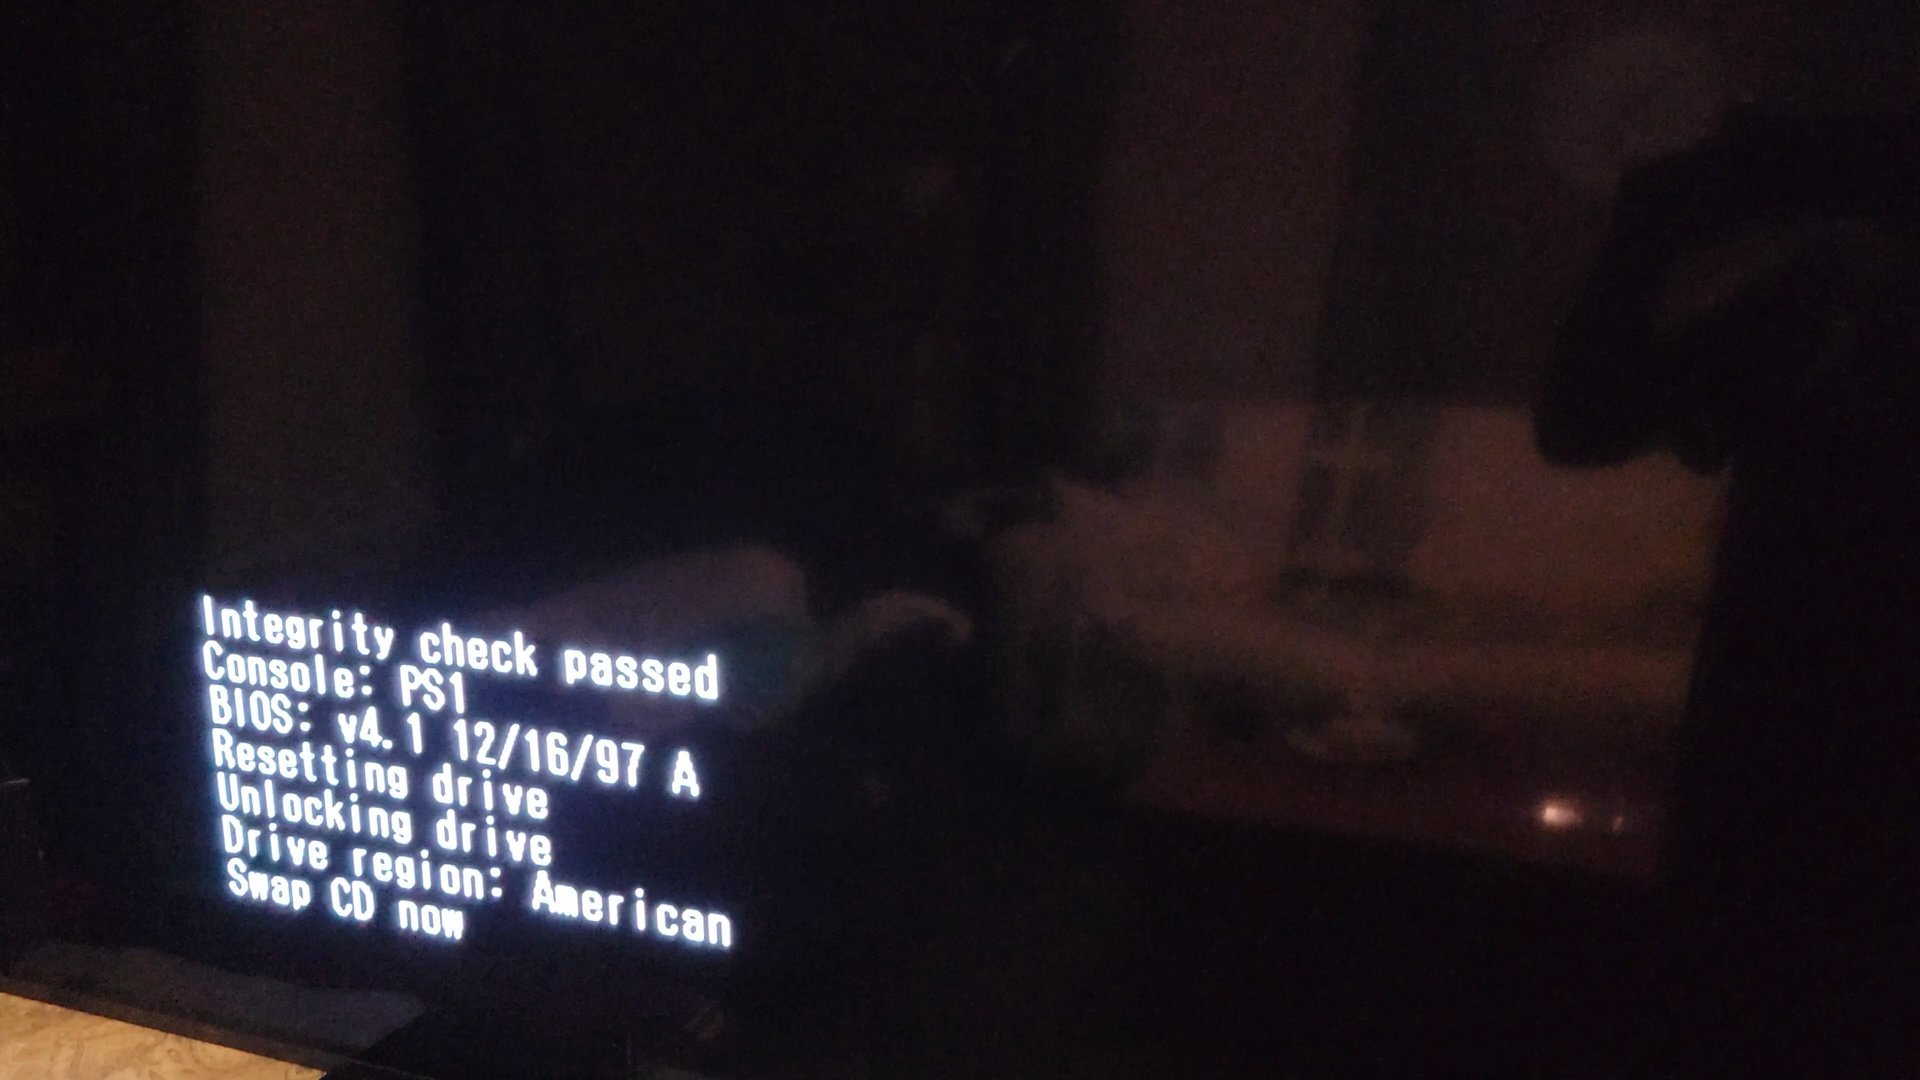 Integrity check passed
Console: PS1
BIOS: v4.1 12/16/97 A
Resetting drive
Unlocking drive
Drive region: American
Swap CD now